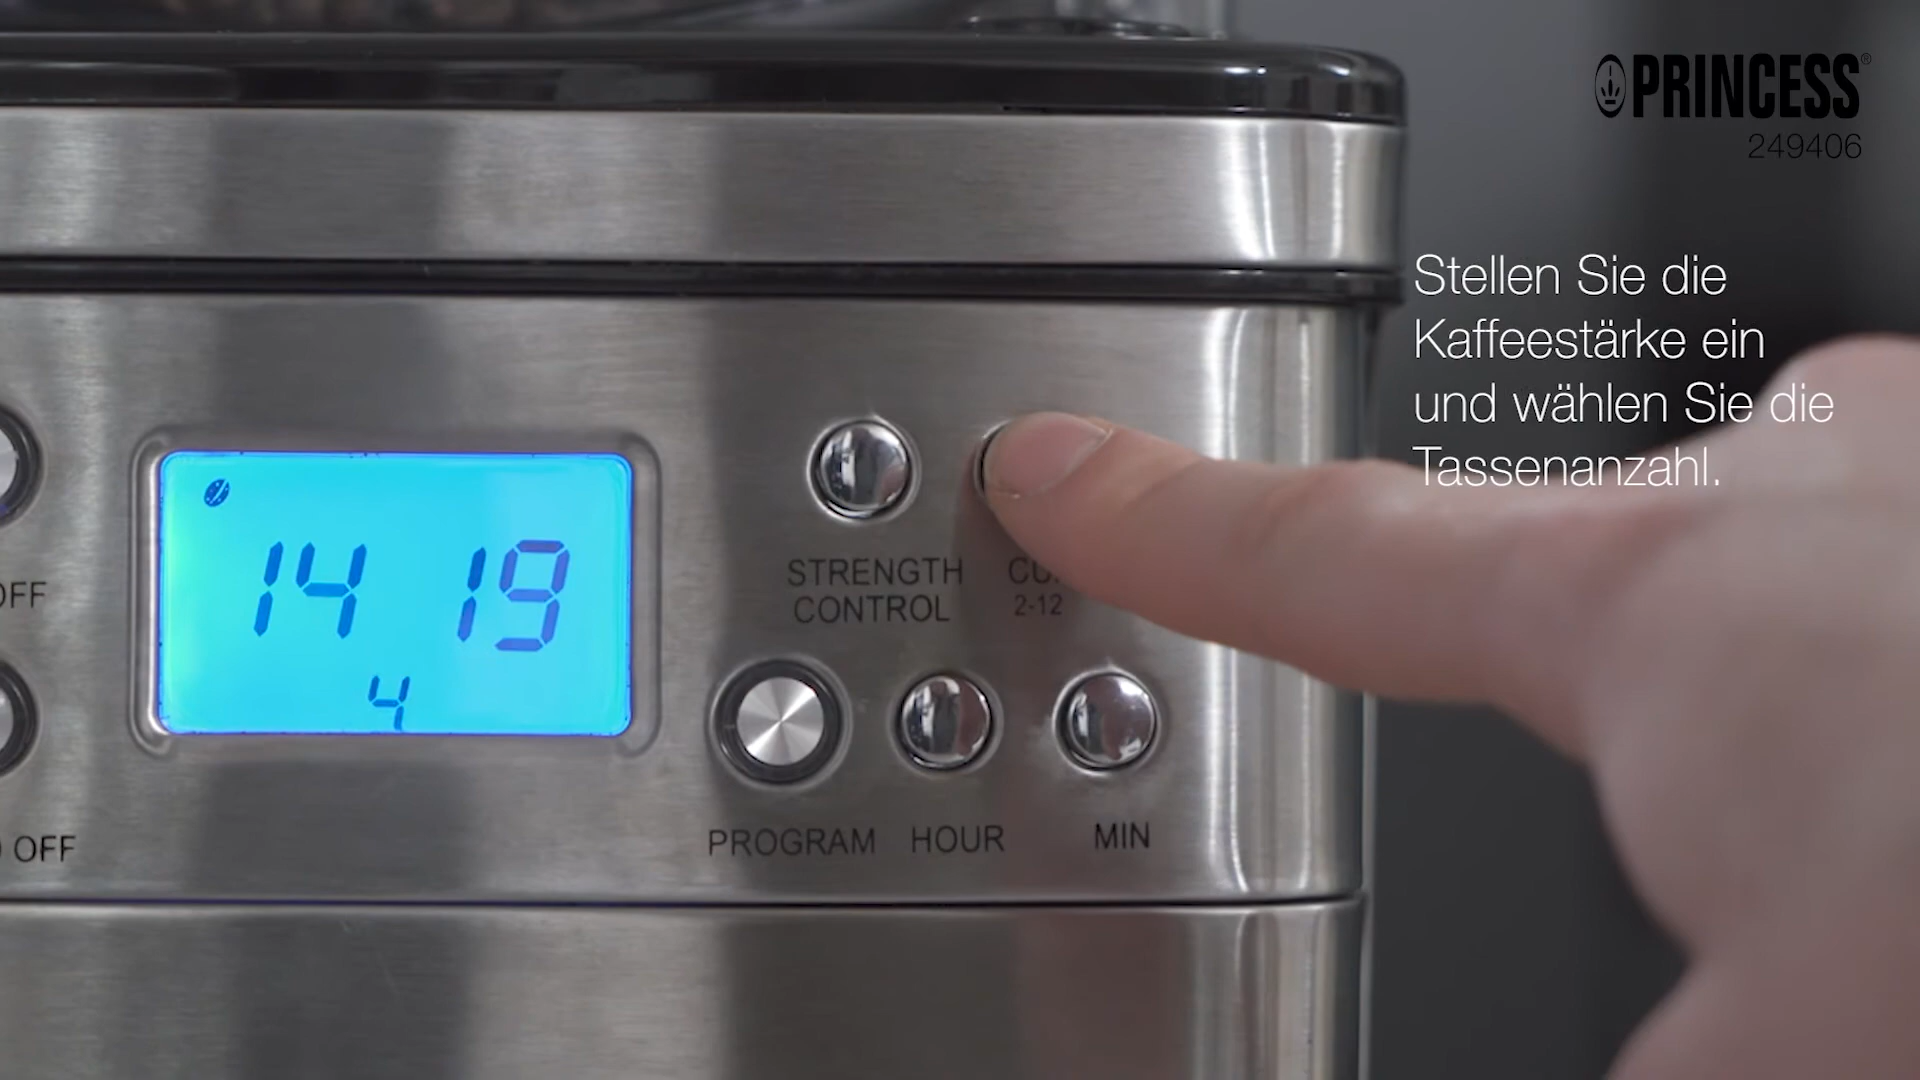 PRINCESS®
249406
Stellen Sie die
Kaffeestärke ein
und wählen Sie die
Tassenanzahl.
14 19
4
STRENGTH
CONTROL
2-12
OFF
PROGRAM
HOUR
MIN
OFF